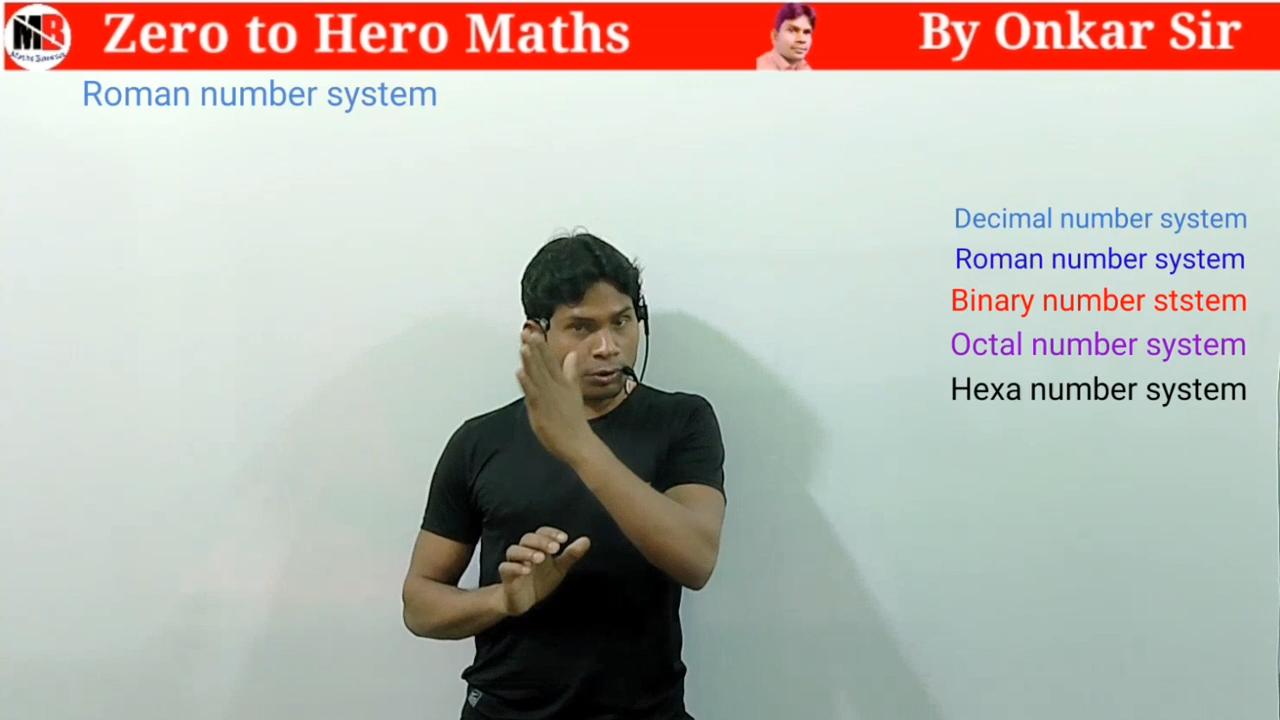 MB Zero to Hero Maths By Onkar Sir
Roman number system
Decimal number system
Roman number system
Binary number ststem
Octal number system
Hexa number system